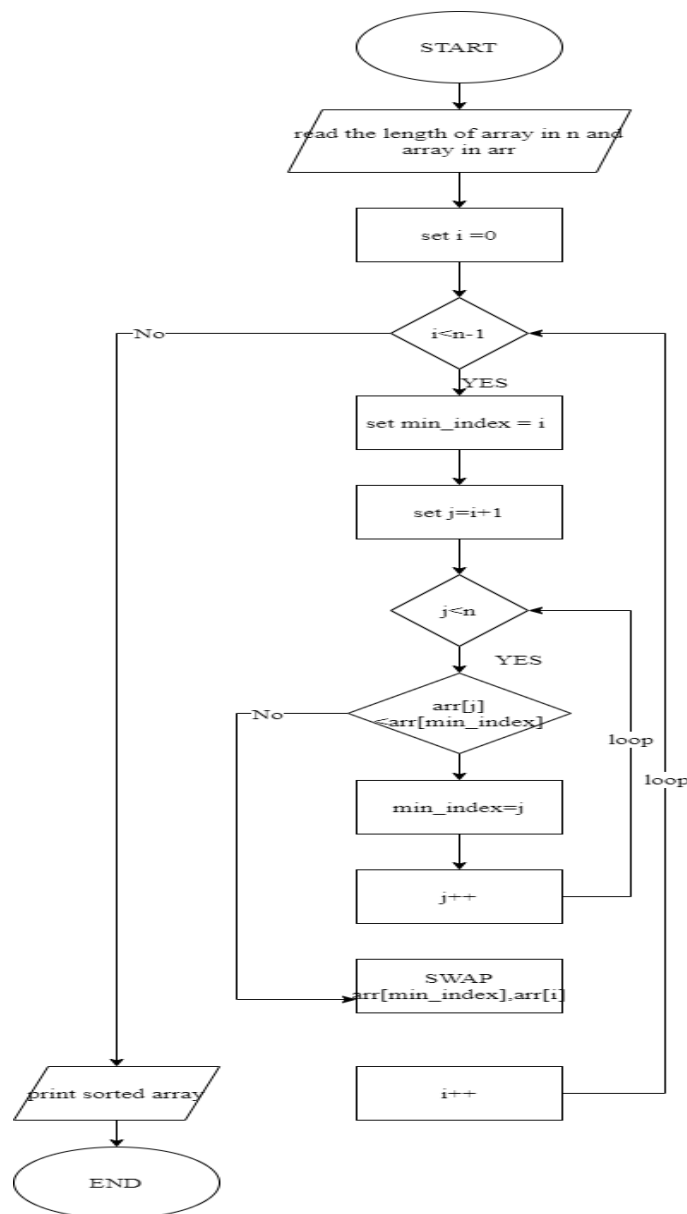 START
read the length of array in n and
array in arr
set i =0
No
i<n-1
YES
set min_index = i
set j=i+1
j<n
YES
No
arr[j]
<arr[min_index]
loop
loop
min_index=j
j++
SWAP
arr[min_index],arr[i]
print sorted array
i++
END